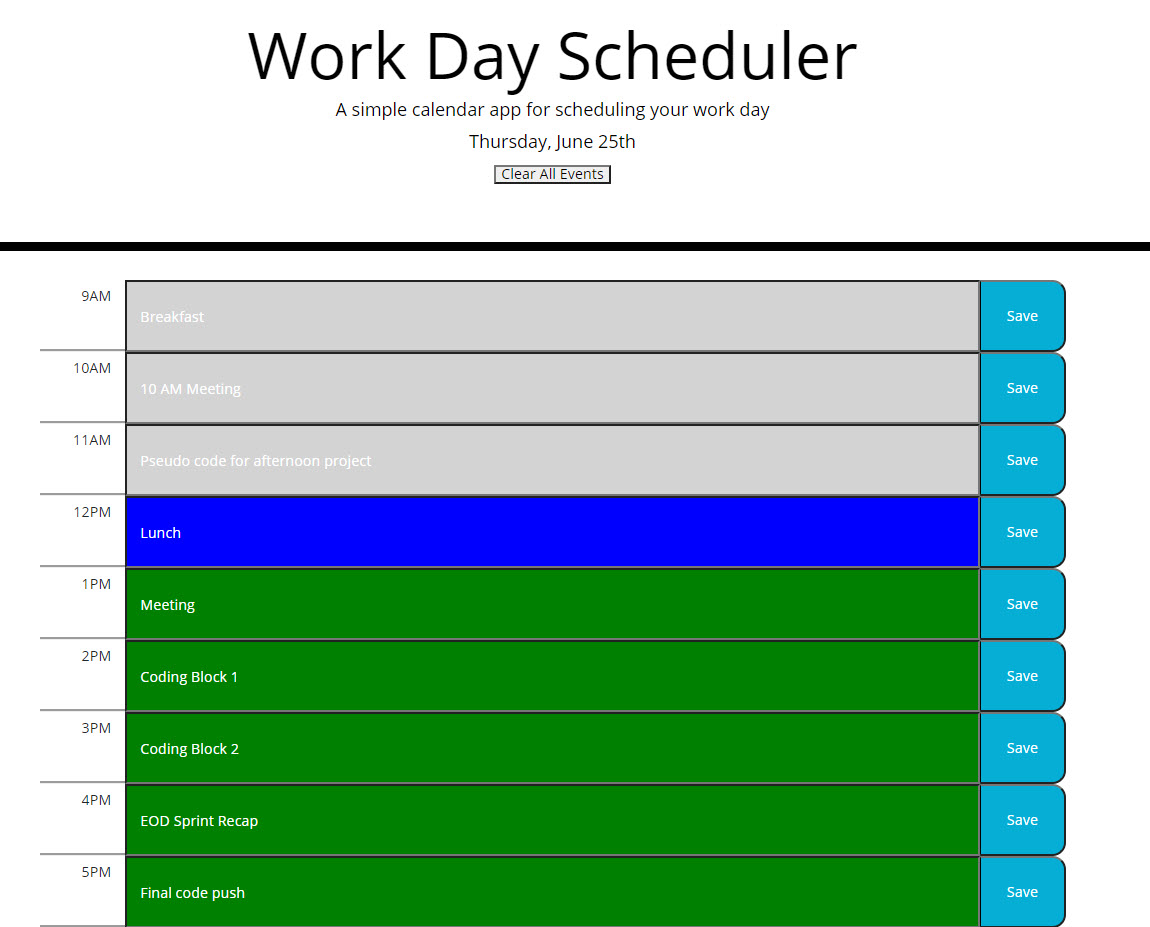 Work Day Scheduler
A simple calendar app for scheduling your work day
Thursday, June 25th
Clear All Events
9AM Breakfast Save
10AM 10 AM Meeting Save
11AM Pseudo code for afternoon project Save
12PM Lunch Save
1PM Meeting Save
2PM Coding Block 1 Save
3PM Coding Block 2 Save
4PM EOD Sprint Recap Save
5PM Final code push Save